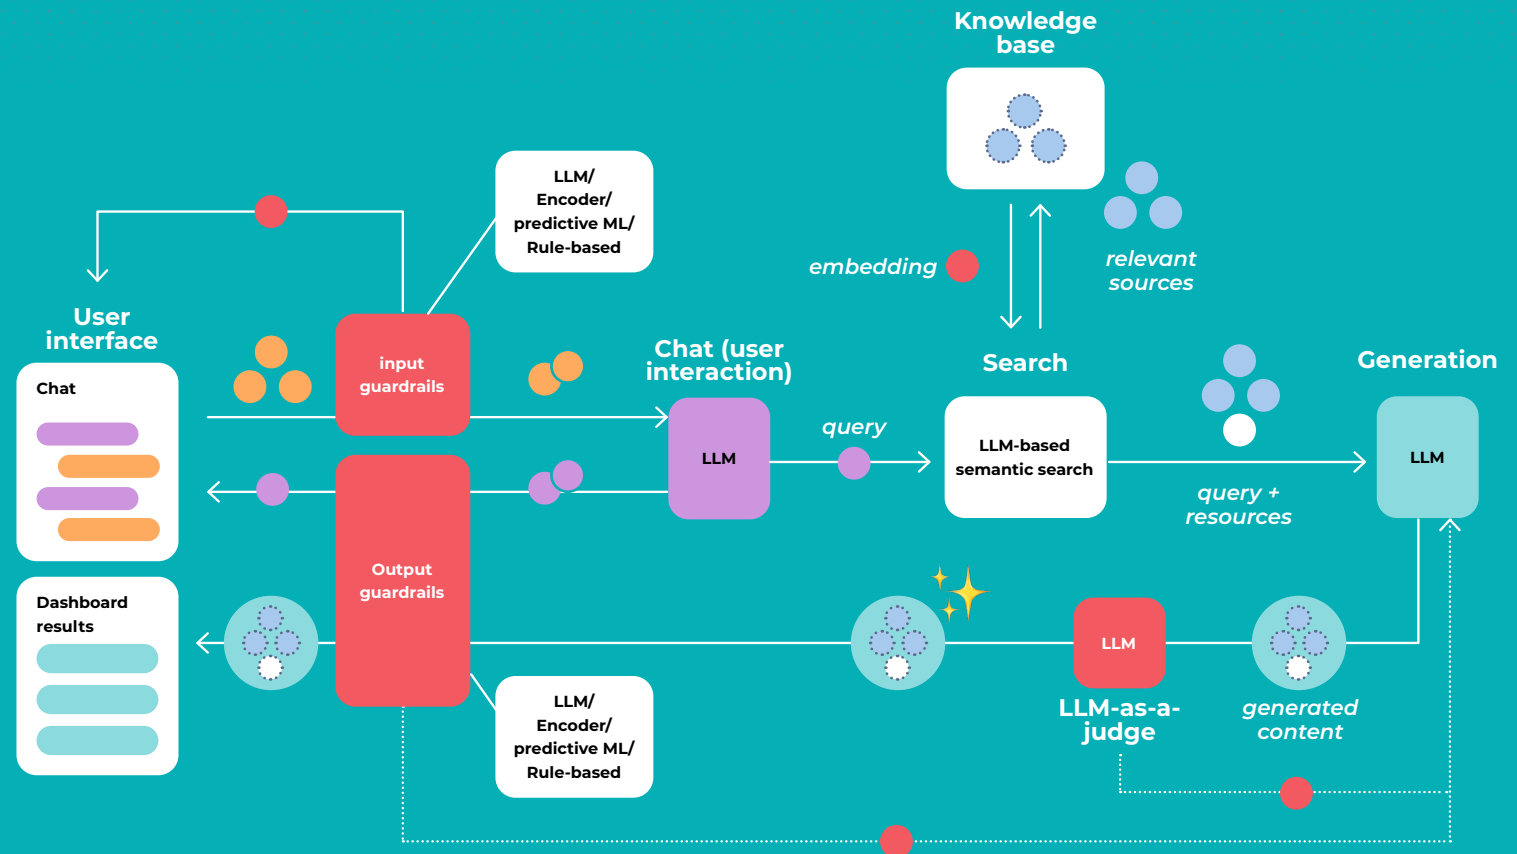 Knowledge
base
LLM/
Encoder/
predictive ML/
Rule-based
embedding
relevant
sources
User
interface
Chat
input
guardrails
Chat (user
interaction)
LLM
query
Search
LLM-based
semantic search
query +
resources
Generation
LLM
Output
guardrails
Dashboard
results
LLM/
Encoder/
predictive ML/
Rule-based
LLM
LLM-as-a-
judge
generated
content